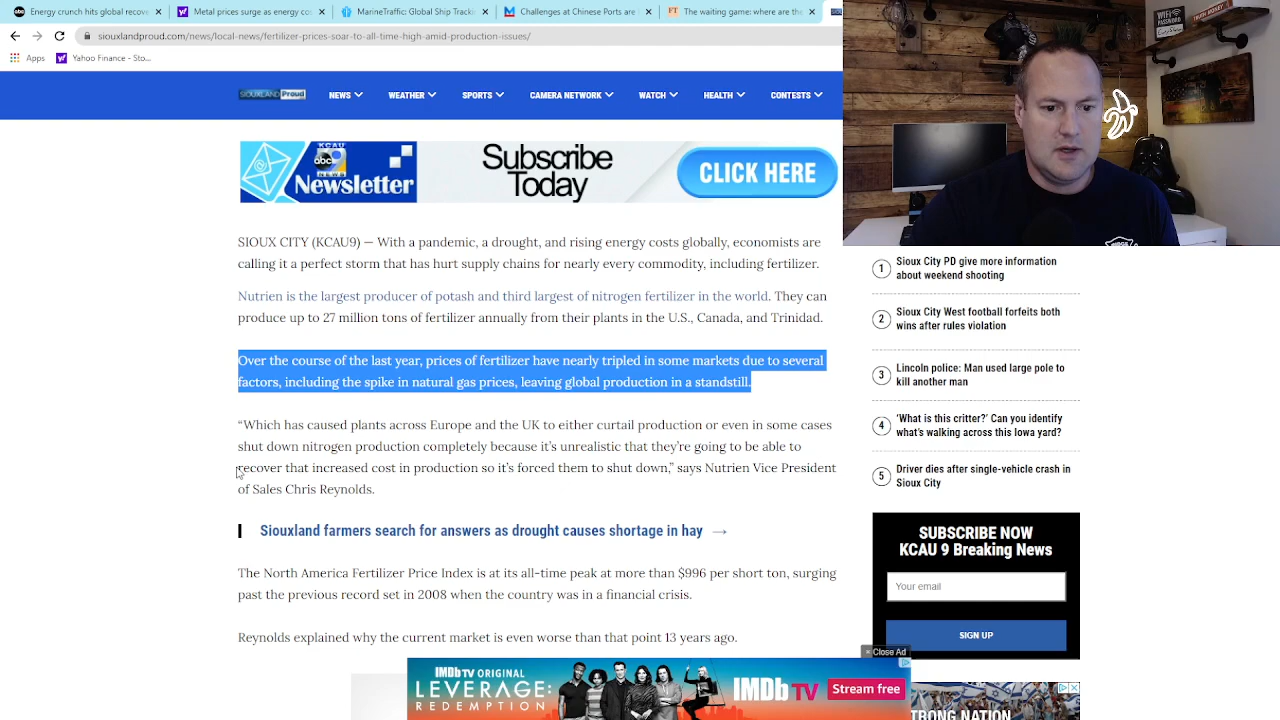 Energy crunch hits global recove
Metal prices surge as energy co
MarineTraffic: Global Ship Tracki
Challenges at Chinese Ports are
The waiting game: where are the
siouxlandproud.com/news/local-news/fertilizer-prices-soar-to-all-time-high-amid-production-issues/
Apps
Yahoo Finance - Sto...
WIFI PASSWORD
TRUTH MONEY
SIOUXLAND Proud
NEWS
WEATHER
SPORTS
CAMERA NETWORK
WATCH
HEALTH
CONTESTS
KCAU
abc
9
Newsletter
Subscribe
Today
CLICK HERE
SIOUX CITY (KCAU9) — With a pandemic, a drought, and rising energy costs globally, economists are
calling it a perfect storm that has hurt supply chains for nearly every commodity, including fertilizer.
Nutrien is the largest producer of potash and third largest of nitrogen fertilizer in the world. They can
produce up to 27 million tons of fertilizer annually from their plants in the U.S., Canada, and Trinidad.
Over the course of the last year, prices of fertilizer have nearly tripled in some markets due to several
factors, including the spike in natural gas prices, leaving global production in a standstill.
“Which has caused plants across Europe and the UK to either curtail production or even in some cases
shut down nitrogen production completely because it’s unrealistic that they’re going to be able to
recover that increased cost in production so it’s forced them to shut down,” says Nutrien Vice President
of Sales Chris Reynolds.
Siouxland farmers search for answers as drought causes shortage in hay
The North America Fertilizer Price Index is at its all-time peak at more than $996 per short ton, surging
past the previous record set in 2008 when the country was in a financial crisis.
Reynolds explained why the current market is even worse than that point 13 years ago.
1
Sioux City PD give more information
about weekend shooting
2
Sioux City West football forfeits both
wins after rules violation
3
Lincoln police: Man used large pole to
kill another man
4
‘What is this critter?’ Can you identify
what’s walking across this Iowa yard?
5
Driver dies after single-vehicle crash in
Sioux City
SUBSCRIBE NOW
KCAU 9 Breaking News
Your email
SIGN UP
× Close Ad
IMDb TV ORIGINAL
LEVERAGE:
REDEMPTION
IMDb TV
Stream free
STRONG NATION